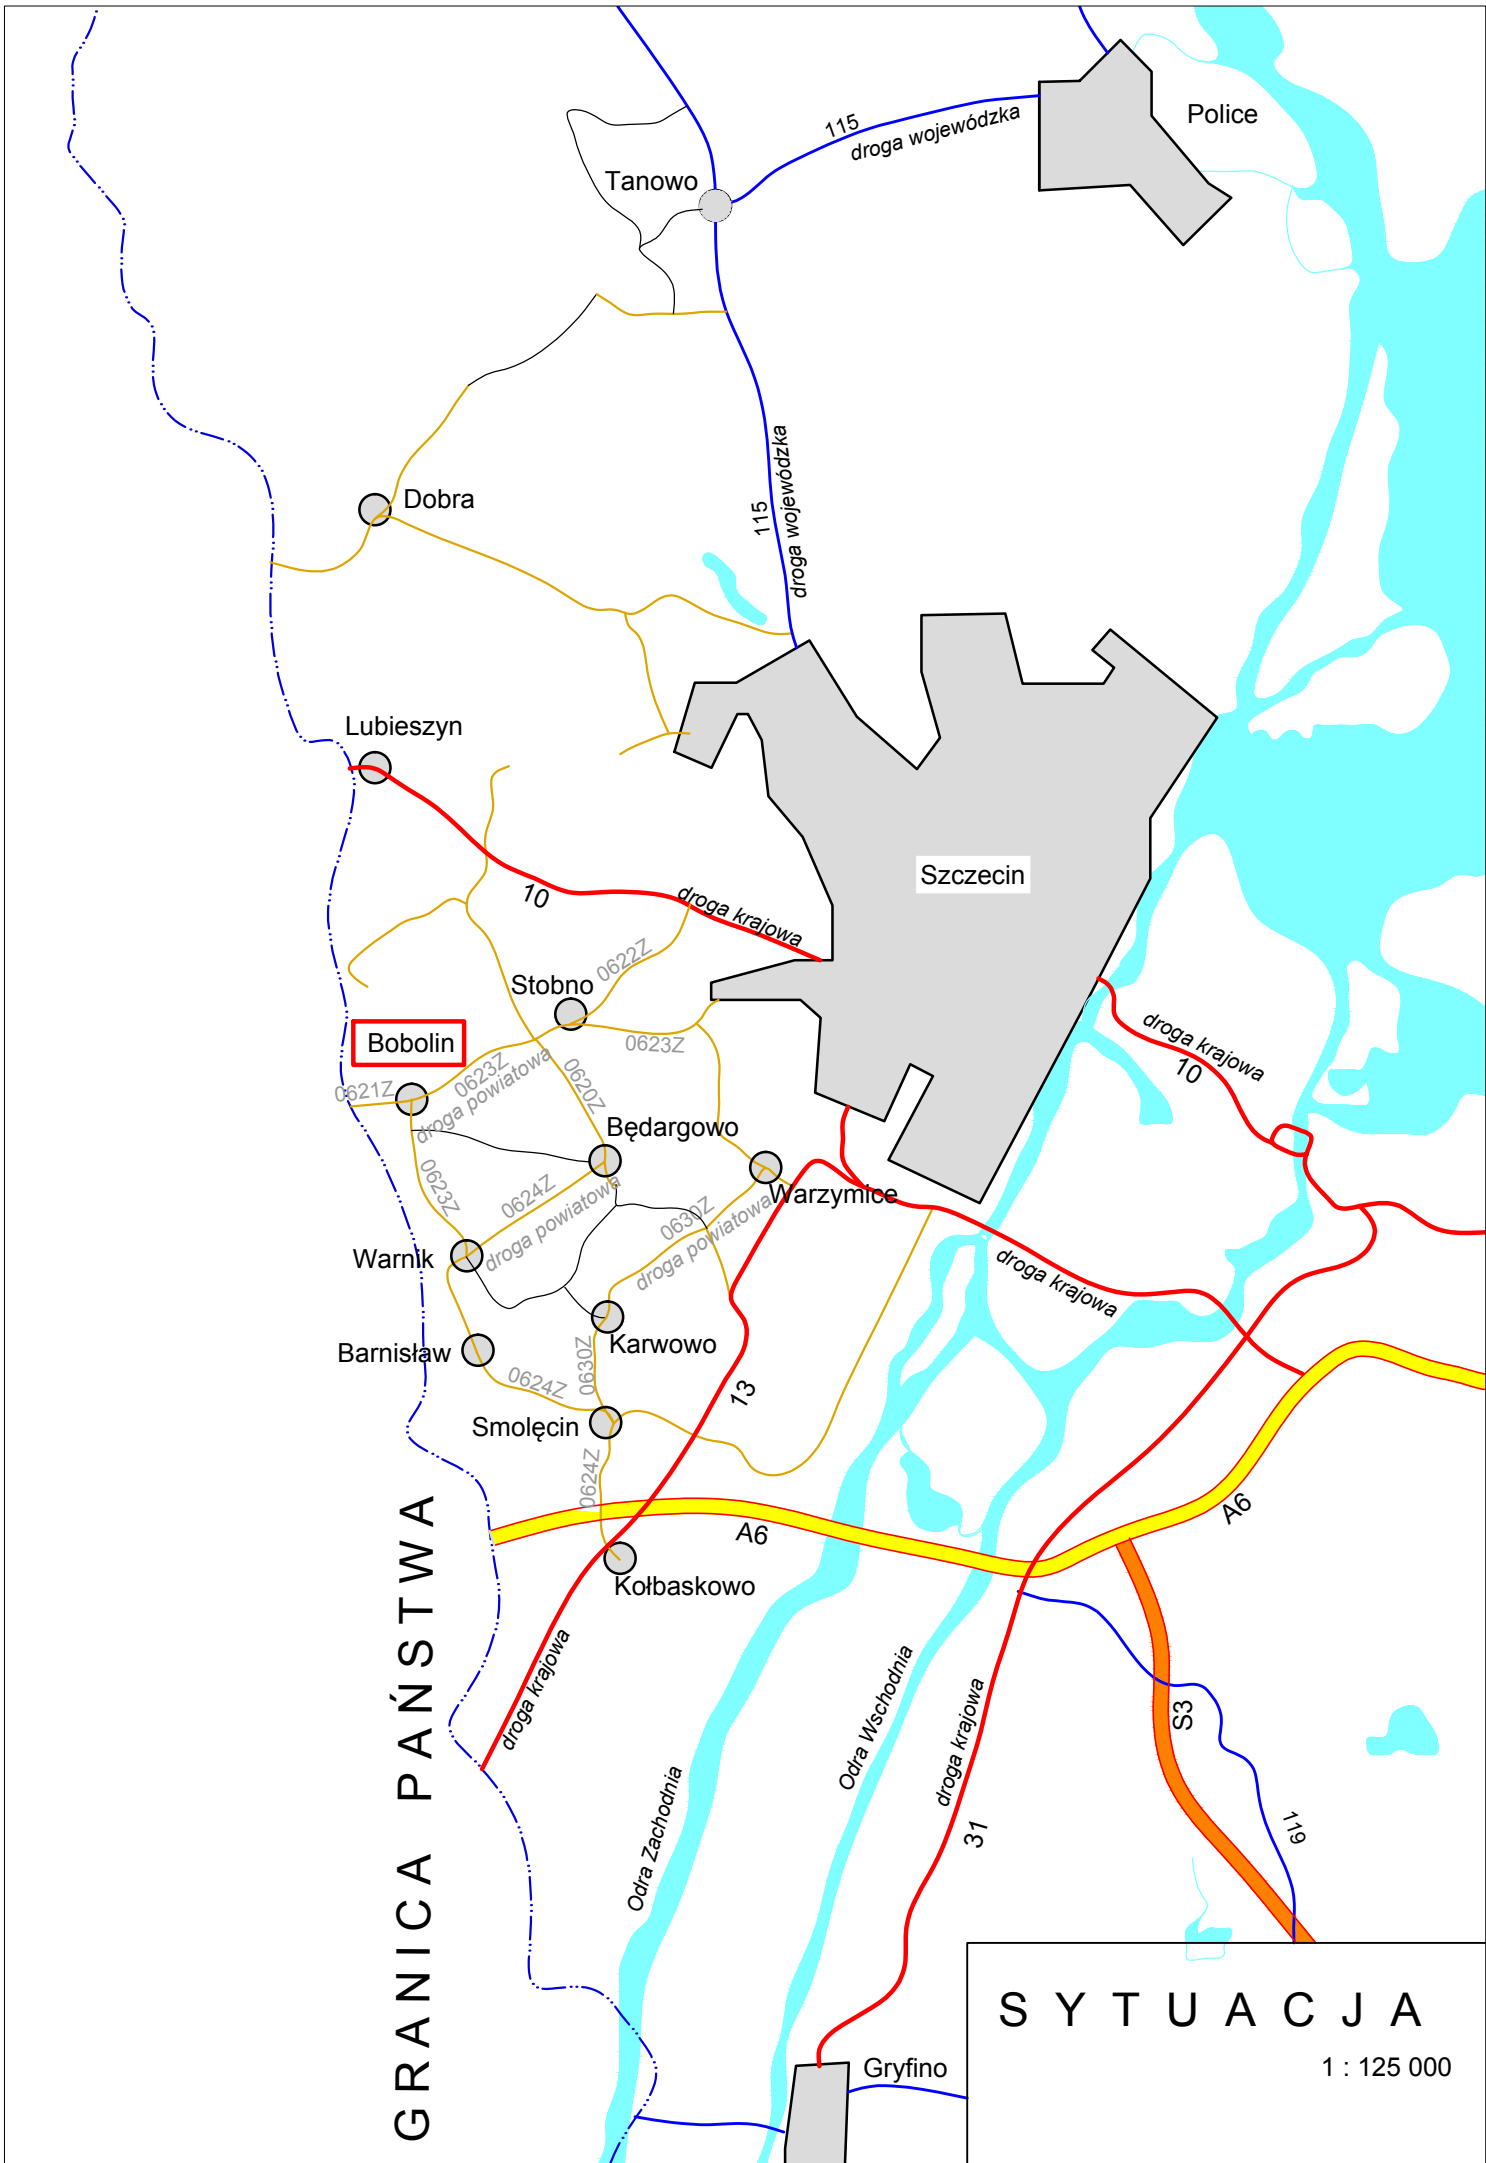 Police
115
droga wojewódzka
Tanowo
Dobra
115
droga wojewódzka
Lubieszyn
10
droga krajowa
Szczecin
0622Z
Stobno
Bobolin
0623Z
0621Z
0623Z
droga powiatowa
0620Z
droga krajowa
10
Będargowo
0623Z
0624Z
droga powiatowa
Warzymice
0630Z
droga powiatowa
Warnik
droga krajowa
Karwowo
Barnisław
0624Z
0630Z
13
Smolęcin
0624Z
A6
A6
Kołbaskowo
droga krajowa
GRANICA PAŃSTWA
Odra Zachodnia
Odra Wschodnia
droga krajowa
31
S3
119
Gryfino
SYTUACJA
1 : 125 000